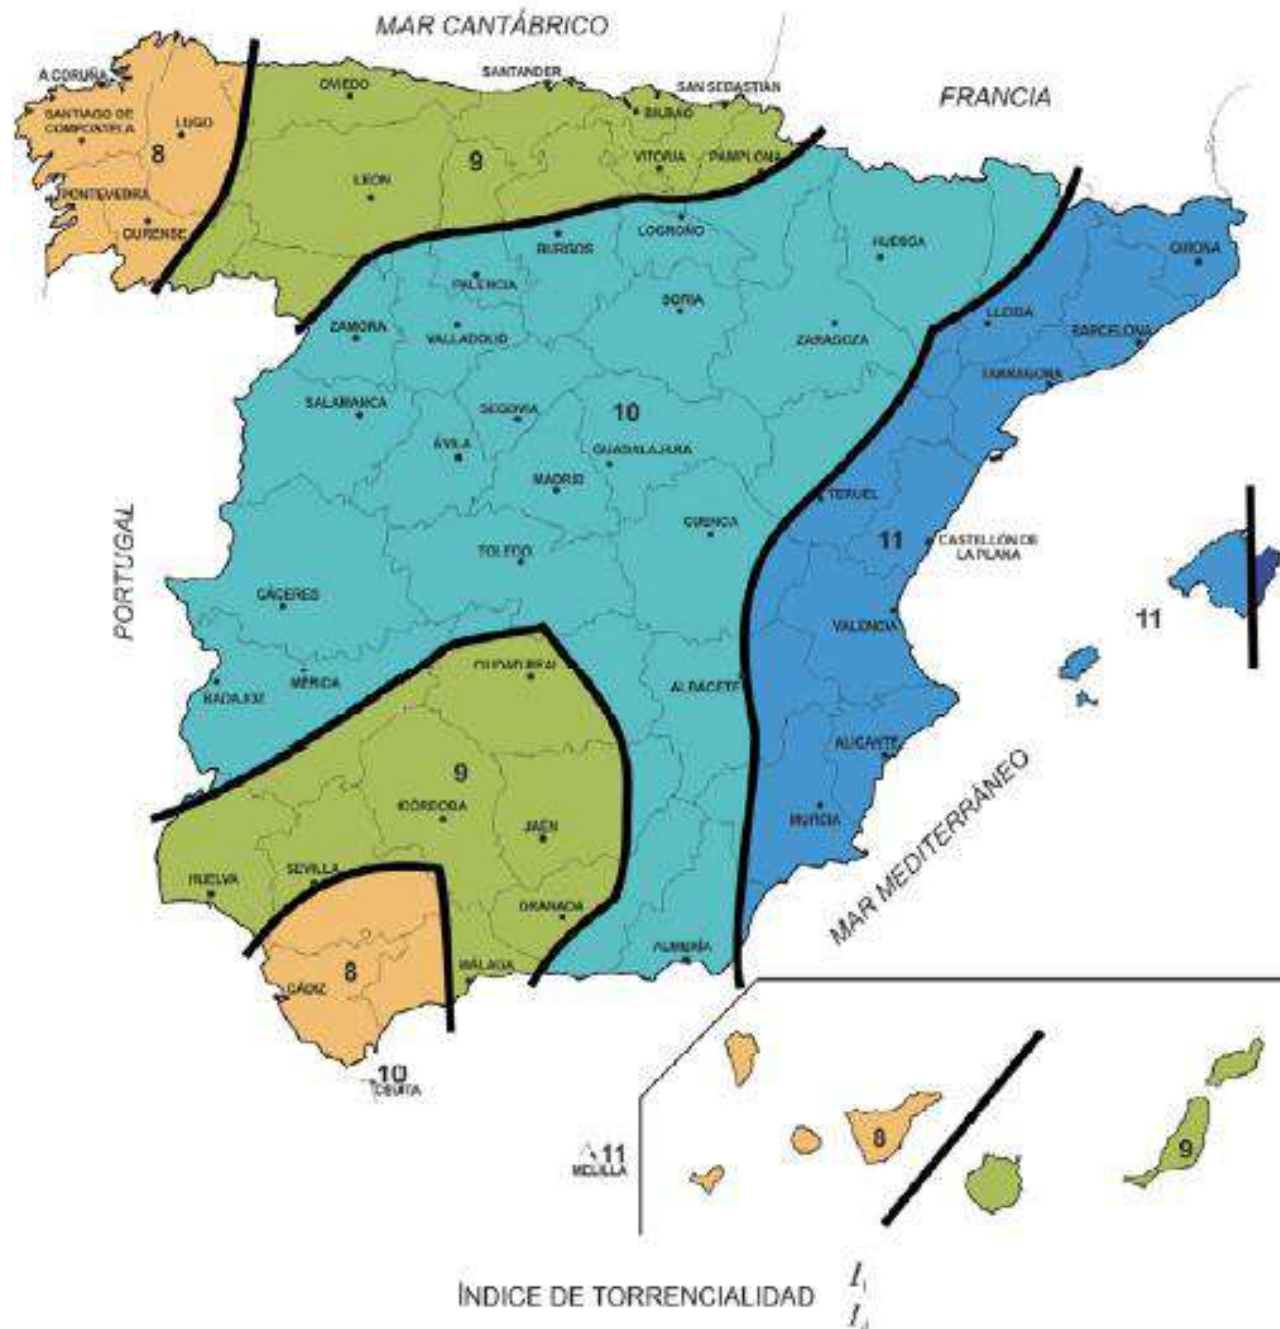 MAR CANTÁBRICO
FRANCIA
A CORUÑA
OVIEDO
SANTANDER
SAN SEBASTIÁN
BILBAO
SANTIAGO DE
COMPOSTELA
LUGO
8
9
VITORIA
PAMPLONA
LEÓN
PONTEVEDRA
OURENSE
LOGROÑO
BURGOS
HUESCA
GIRONA
PALENCIA
SORIA
LLEIDA
ZAMORA
VALLADOLID
ZARAGOZA
BARCELONA
TARRAGONA
SALAMANCA
SEGOVIA
10
ÁVILA
GUADALAJARA
MADRID
TERUEL
CUENCA
11
CASTELLÓN DE
LA PLANA
PORTUGAL
TOLEDO
CÁCERES
VALENCIA
11
CIUDAD REAL
MÉRIDA
BADAJOZ
ALBACETE
ALICANTE
9
CÓRDOBA
JAÉN
MURCIA
MAR MEDITERRÁNEO
SEVILLA
HUELVA
GRANADA
ALMERÍA
MÁLAGA
8
CÁDIZ
10
CEUTA
11
MELILLA
8
9
ÍNDICE DE TORRENCIALIDAD
I₁
I_d